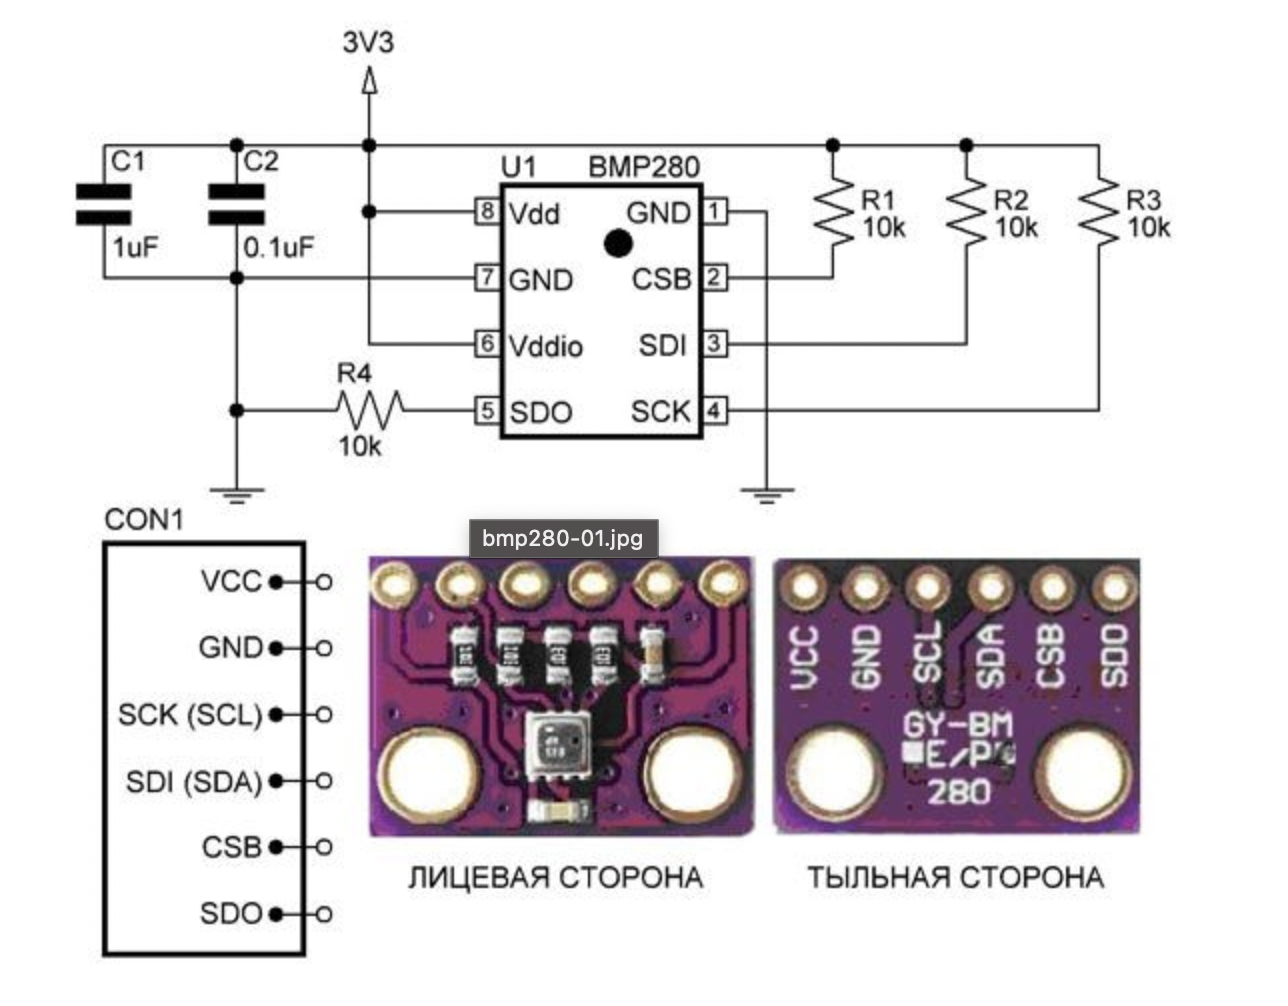 3V3
C1
C2
U1 BMP280
R1
10k
R2
10k
R3
10k
1uF
0.1uF
8 Vdd GND 1
7 GND CSB 2
6 Vddio SDI 3
5 SDO SCK 4
R4
10k
CON1
bmp280-01.jpg
VCC
GND
SCK (SCL)
SDI (SDA)
CSB
SDO
VCC
GND
SCL
SDA
CSB
SDO
GY-BM
E/P
280
ЛИЦЕВАЯ СТОРОНА
ТЫЛЬНАЯ СТОРОНА